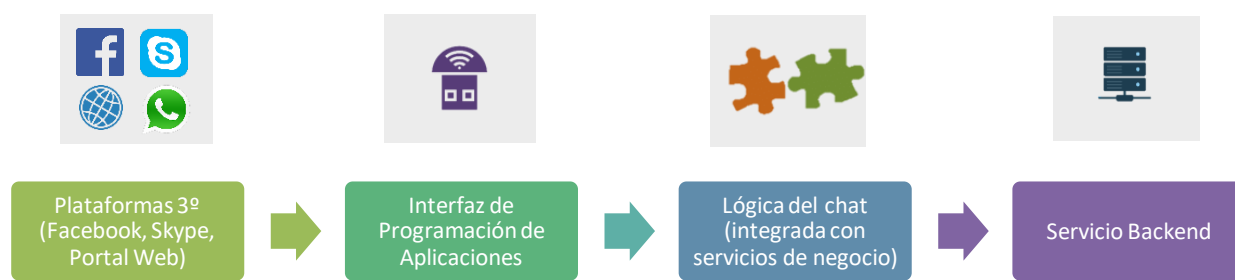 Plataformas 3º
(Facebook, Skype,
Portal Web)
Interfaz de
Programación de
Aplicaciones
Lógica del chat
(integrada con
servicios de negocio)
Servicio Backend